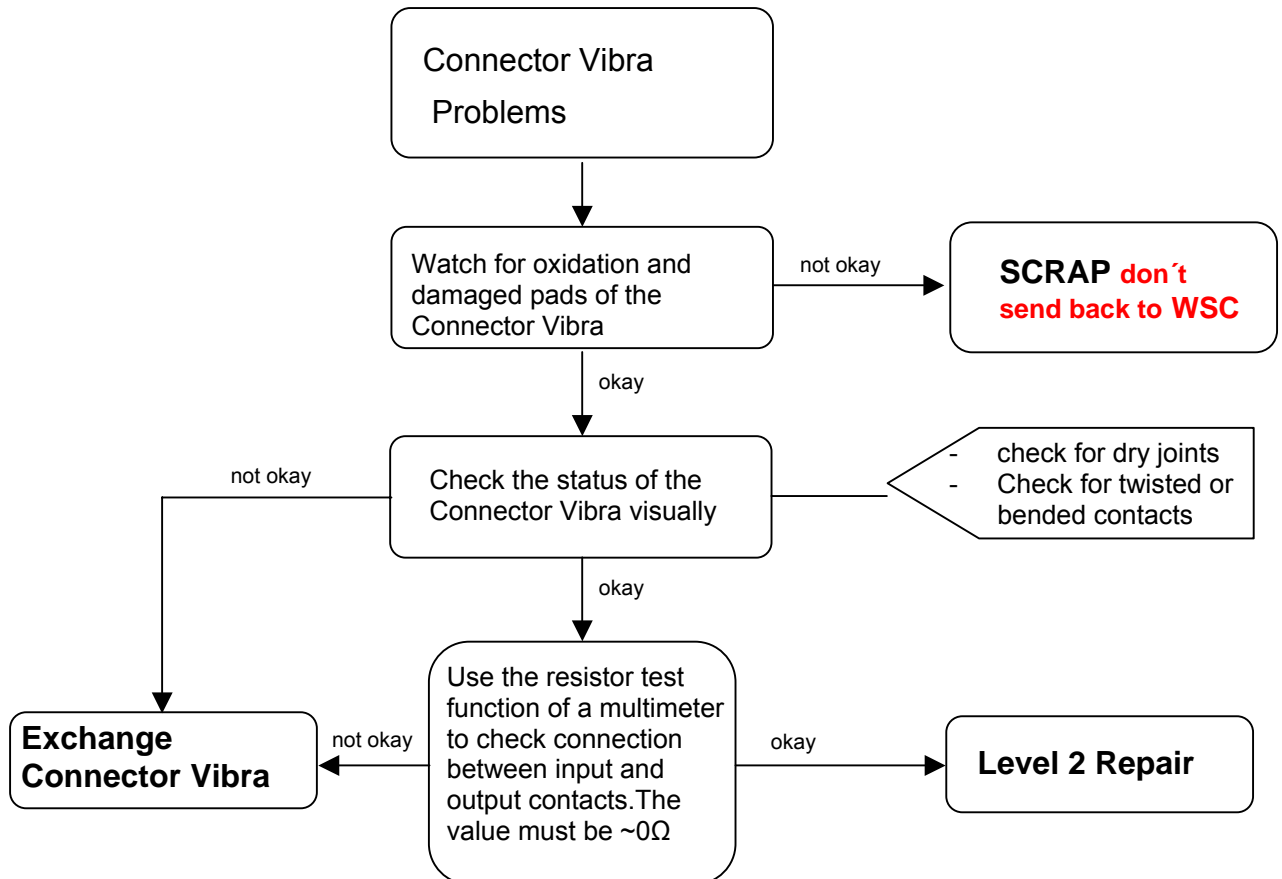 Connector Vibra
Problems
Watch for oxidation and
damaged pads of the
Connector Vibra
not okay
SCRAP don´t
send back to WSC
okay
Check the status of the
Connector Vibra visually
- check for dry joints
- Check for twisted or
bended contacts
not okay
okay
Use the resistor test
function of a multimeter
to check connection
between input and
output contacts.The
value must be ~0Ω
not okay
Exchange
Connector Vibra
okay
Level 2 Repair